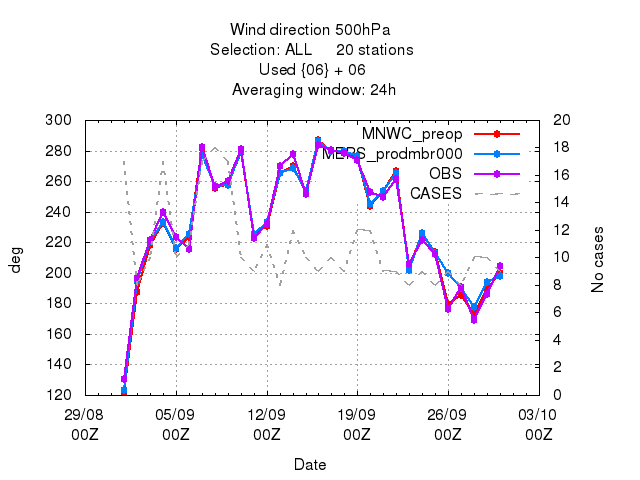 Wind direction 500hPa
Selection: ALL 20 stations
Used {06} + 06
Averaging window: 24h
300 20
280 18
260 16
240 14
220 12
200 10
180 8
160 6
140 4
120 2
0
MNWC_preop
MEPS_prodmbr000
OBS
CASES
deg
No cases
29/08 05/09 12/09 19/09 26/09 03/10
00Z 00Z 00Z 00Z 00Z 00Z
Date